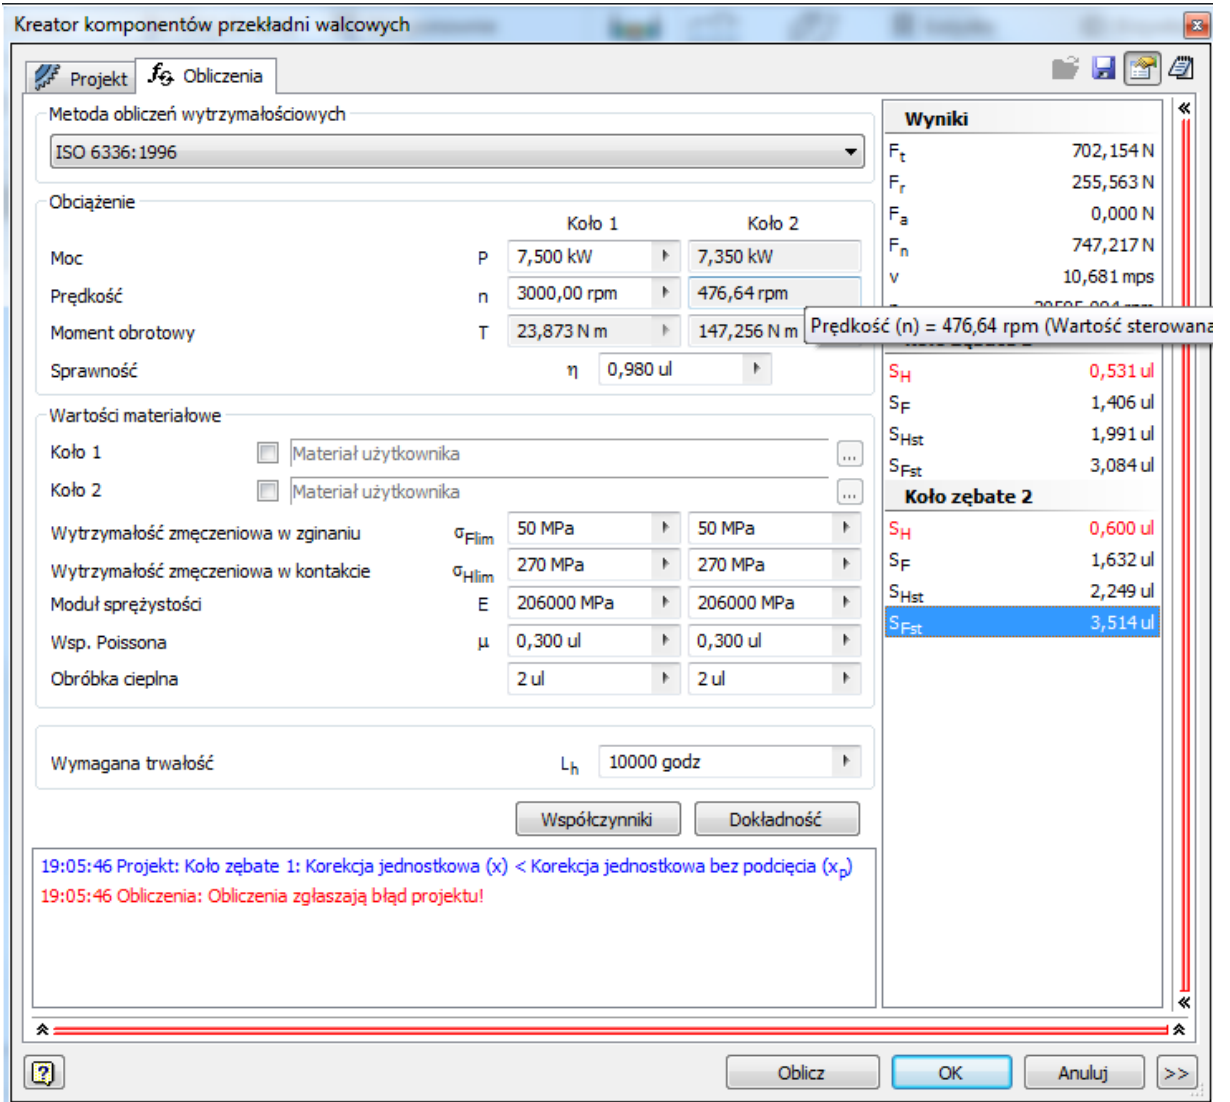 Kreator komponentów przekładni walcowych
Projekt
Obliczenia
Metoda obliczeń wytrzymałościowych
ISO 6336:1996
Obciążenie
Koło 1 Koło 2
Moc P 7,500 kW 7,350 kW
Prędkość n 3000,00 rpm 476,64 rpm
Moment obrotowy T 23,873 N m 147,256 N m
Sprawność η 0,980 ul
Wartości materiałowe
Koło 1 Materiał użytkownika ...
Koło 2 Materiał użytkownika ...
Wytrzymałość zmęczeniowa w zginaniu σFlim 50 MPa 50 MPa
Wytrzymałość zmęczeniowa w kontakcie σHlim 270 MPa 270 MPa
Moduł sprężystości E 206000 MPa 206000 MPa
Wsp. Poissona μ 0,300 ul 0,300 ul
Obróbka cieplna 2 ul 2 ul
Wymagana trwałość Lh 10000 godz
Współczynniki Dokładność
19:05:46 Projekt: Koło zębate 1: Korekcja jednostkowa (x) < Korekcja jednostkowa bez podcięcia (xp)
19:05:46 Obliczenia: Obliczenia zgłaszają błąd projektu!
Wyniki
Ft 702,154 N
Fr 255,563 N
Fa 0,000 N
Fn 747,217 N
v 10,681 mps
Prędkość (n) = 476,64 rpm (Wartość sterowana
SH 0,531 ul
SF 1,406 ul
SHst 1,991 ul
SFst 3,084 ul
Koło zębate 2
SH 0,600 ul
SF 1,632 ul
SHst 2,249 ul
SFst 3,514 ul
Oblicz OK Anuluj >>